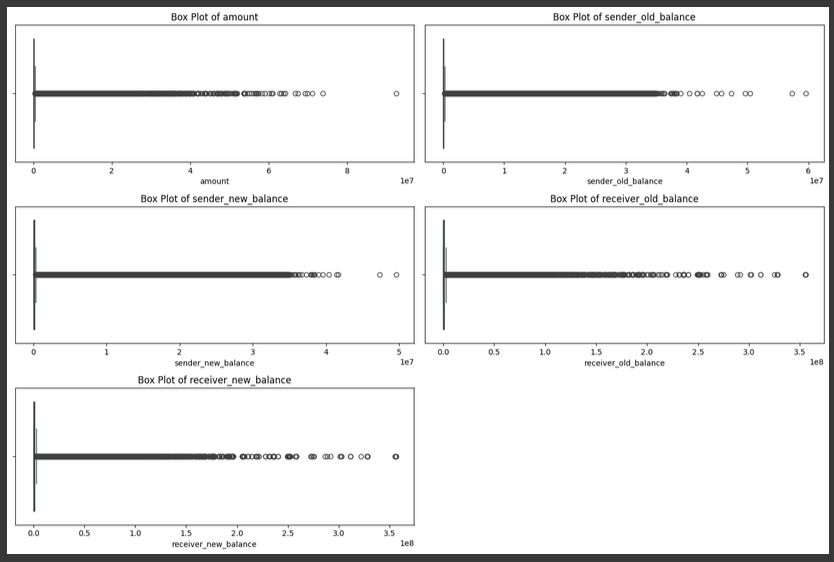 Box Plot of amount
0 2 4 6 8
1e7
amount
Box Plot of sender_old_balance
0 1 2 3 4 5 6
1e7
sender_old_balance
Box Plot of sender_new_balance
0 1 2 3 4 5
1e7
sender_new_balance
Box Plot of receiver_old_balance
0.0 0.5 1.0 1.5 2.0 2.5 3.0 3.5
1e8
receiver_old_balance
Box Plot of receiver_new_balance
0.0 0.5 1.0 1.5 2.0 2.5 3.0 3.5
1e8
receiver_new_balance